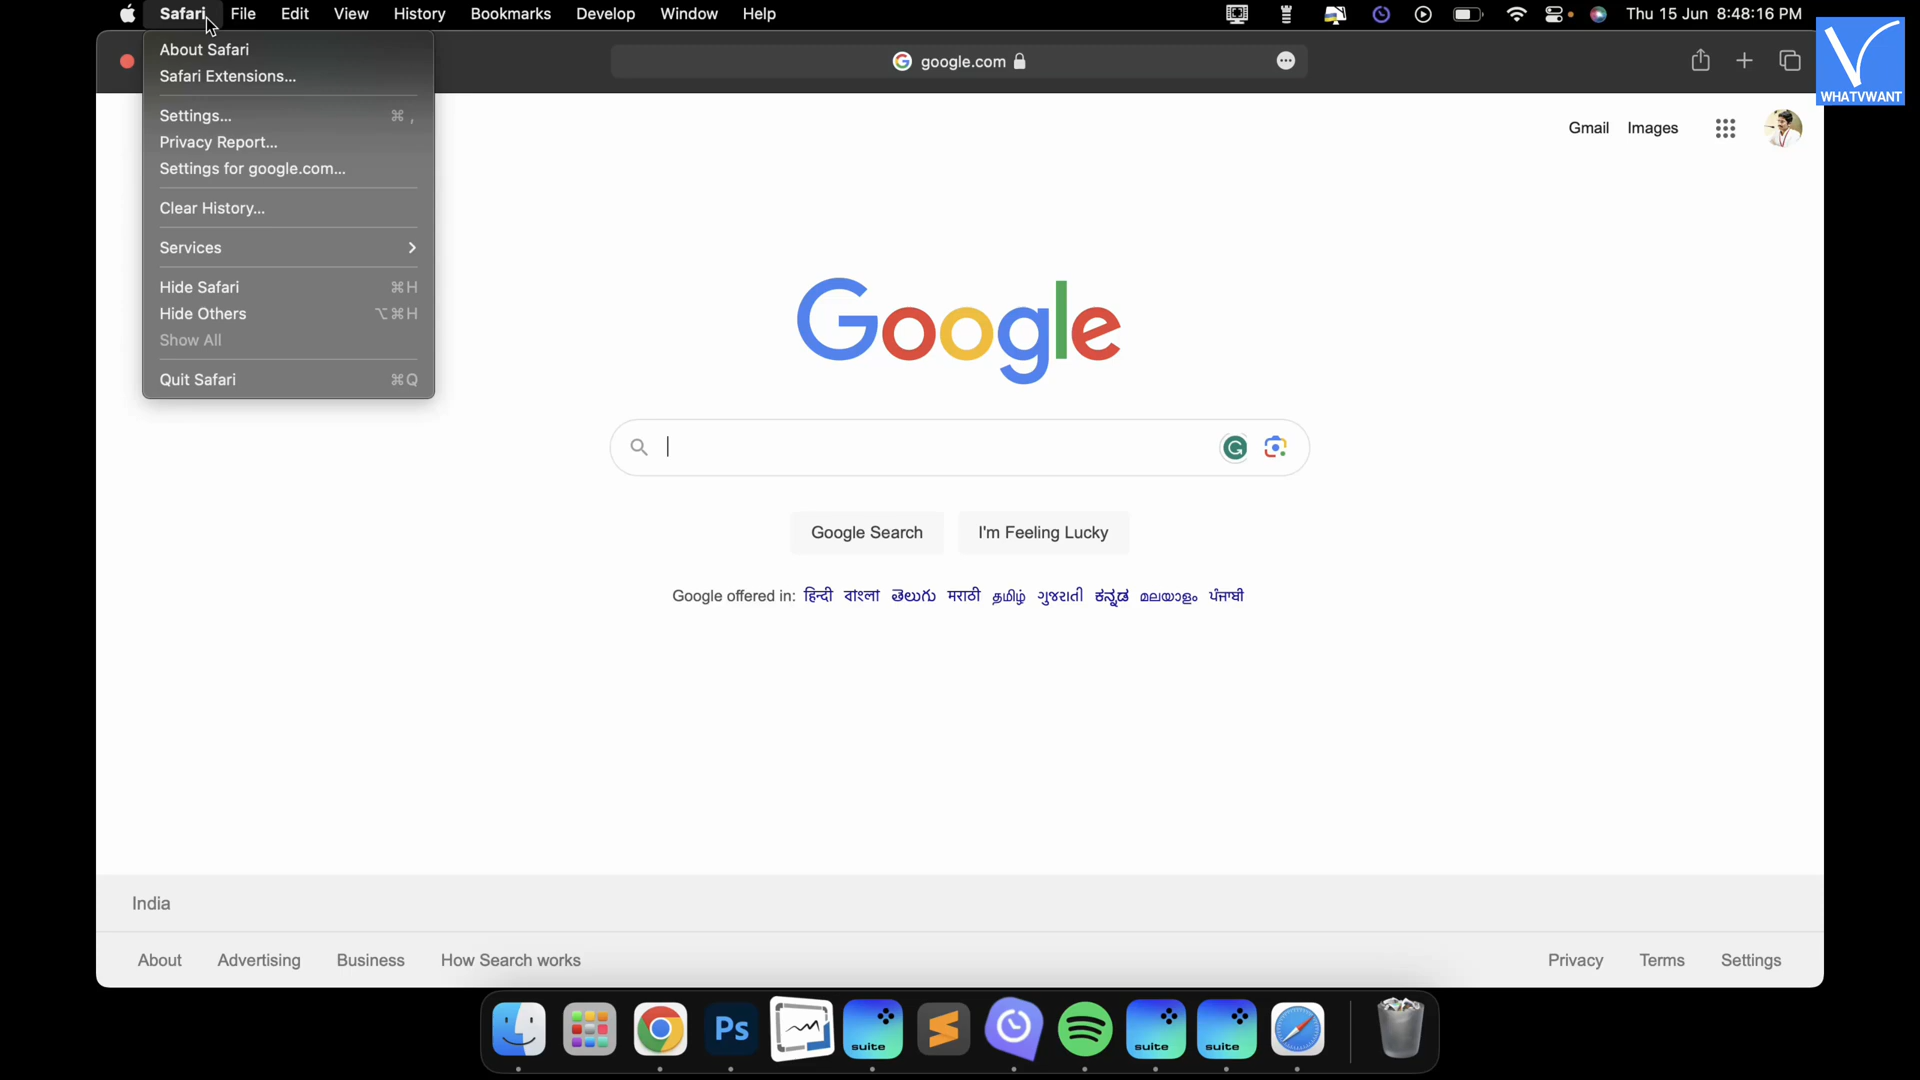 Safari File Edit View History Bookmarks Develop Window Help Thu 15 Jun 8:48:16 PM
About Safari
Safari Extensions...
Settings... ⌘ ,
Privacy Report...
Settings for google.com...
Clear History...
Services
Hide Safari ⌘H
Hide Others ⌥⌘H
Show All
Quit Safari ⌘Q
google.com
WHATVWANT
Gmail Images
Google
Google Search I'm Feeling Lucky
Google offered in: हिन्दी বাংলা తెలుగు मराठी தமிழ் ગુજરાતી ಕನ್ನಡ മലയാളം ਪੰਜਾਬੀ
India
About Advertising Business How Search works Privacy Terms Settings
Ps suite suite suite